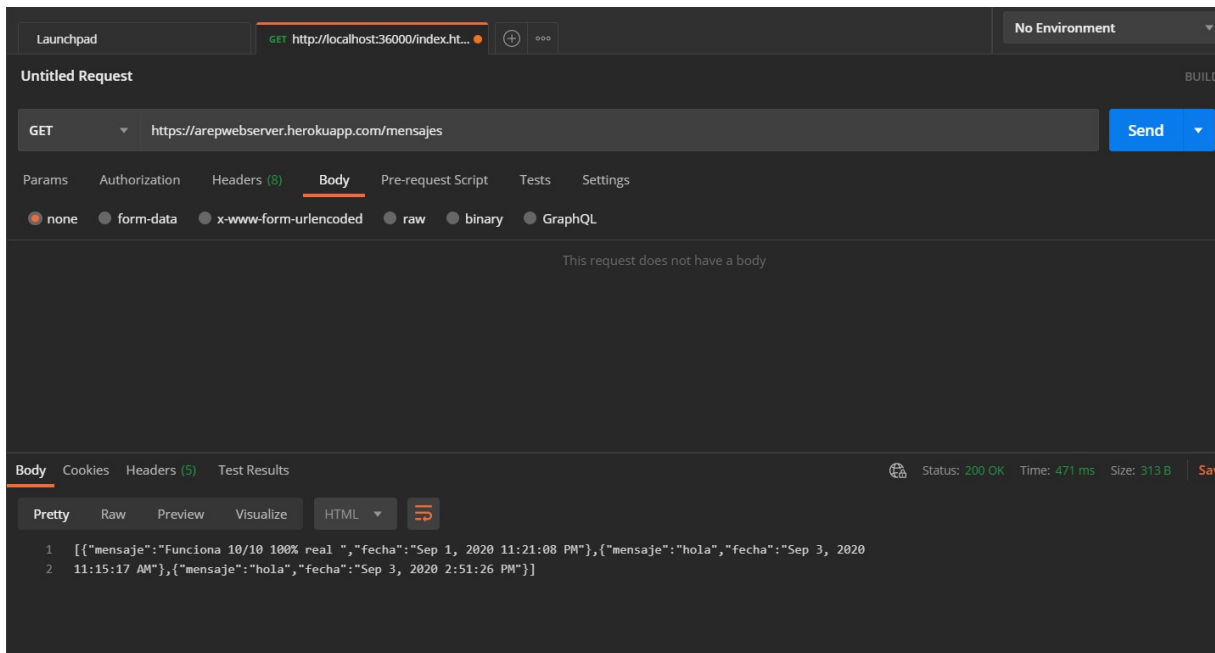 Launchpad
GET http://localhost:36000/index.ht...
No Environment
Untitled Request
BUILD
GET https://arepwebserver.herokuapp.com/mensajes
Send
Params Authorization Headers (8) Body Pre-request Script Tests Settings
none form-data x-www-form-urlencoded raw binary GraphQL
This request does not have a body
Body Cookies Headers (5) Test Results
Status: 200 OK Time: 471 ms Size: 313 B
Pretty Raw Preview Visualize HTML
1 [{"mensaje":"Funciona 10/10 100% real ","fecha":"Sep 1, 2020 11:21:08 PM"},{"mensaje":"hola","fecha":"Sep 3, 2020
2 11:15:17 AM"},{"mensaje":"hola","fecha":"Sep 3, 2020 2:51:26 PM"}]